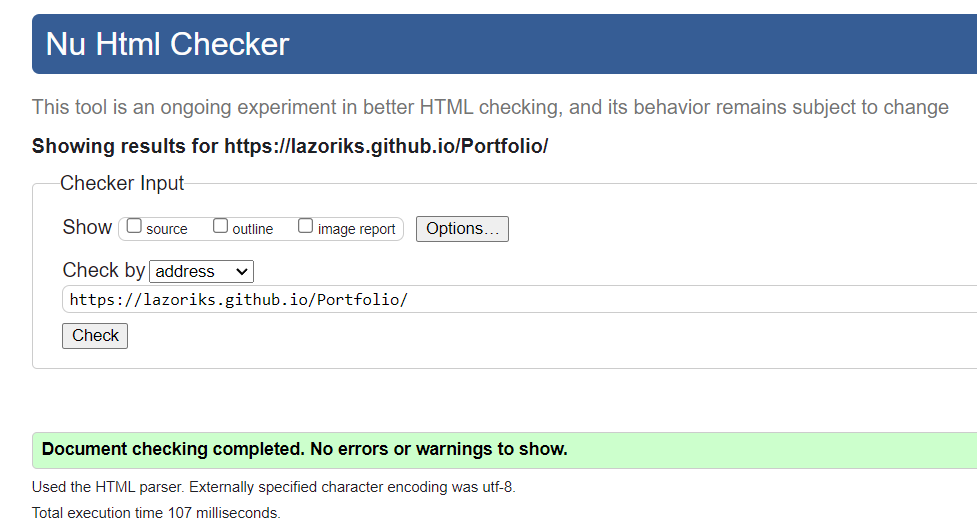 Nu Html Checker
This tool is an ongoing experiment in better HTML checking, and its behavior remains subject to change
Showing results for https://lazoriks.github.io/Portfolio/
Checker Input
Show source outline image report Options...
Check by address
https://lazoriks.github.io/Portfolio/
Check
Document checking completed. No errors or warnings to show.
Used the HTML parser. Externally specified character encoding was utf-8.
Total execution time 107 milliseconds.